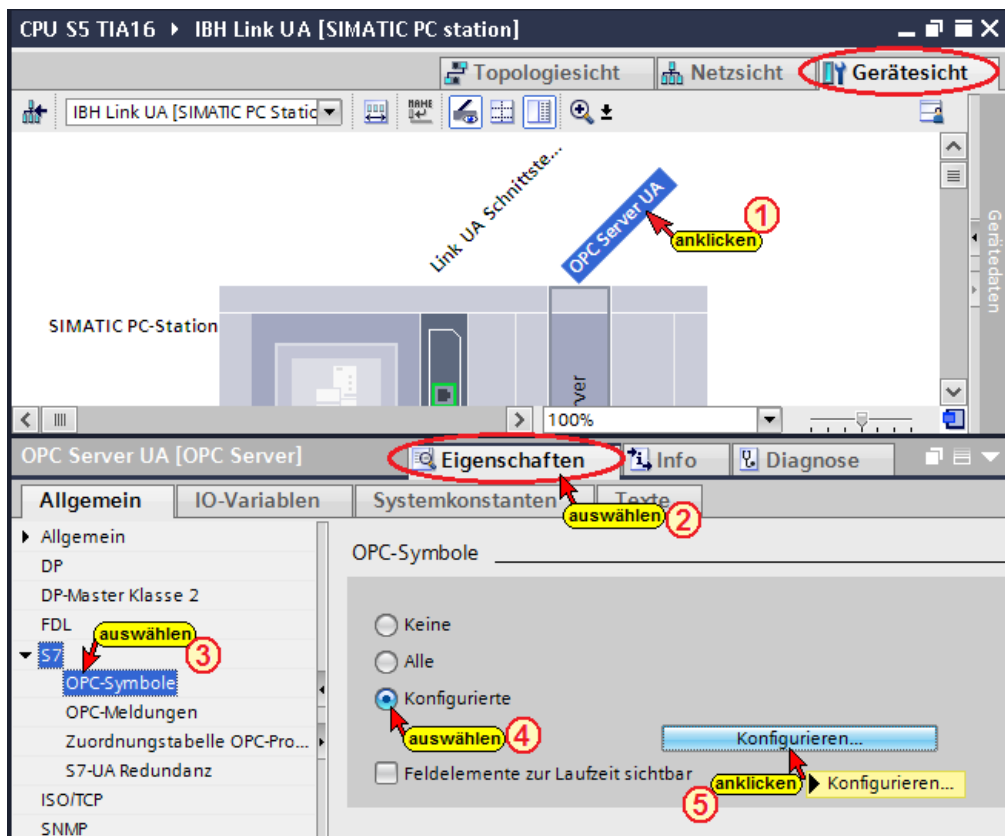 CPU S5 TIA16 ▸ IBH Link UA [SIMATIC PC station]
Topologiesicht Netzsicht Gerätesicht
IBH Link UA [SIMATIC PC Static
NAME
Link UA Schnittste...
OPC Server UA
1
anklicken
Gerätedaten
SIMATIC PC-Station
ver
100%
OPC Server UA [OPC Server] Eigenschaften Info Diagnose
Allgemein IO-Variablen Systemkonstanten Texte
auswählen 2
Allgemein
DP
DP-Master Klasse 2
FDL
auswählen 3
S7
OPC-Symbole
OPC-Meldungen
Zuordnungstabelle OPC-Pro...
S7-UA Redundanz
ISO/TCP
SNMP
OPC-Symbole
Keine
Alle
Konfigurierte
auswählen 4
Konfigurieren...
Feldelemente zur Laufzeit sichtbar
anklicken 5
Konfigurieren...